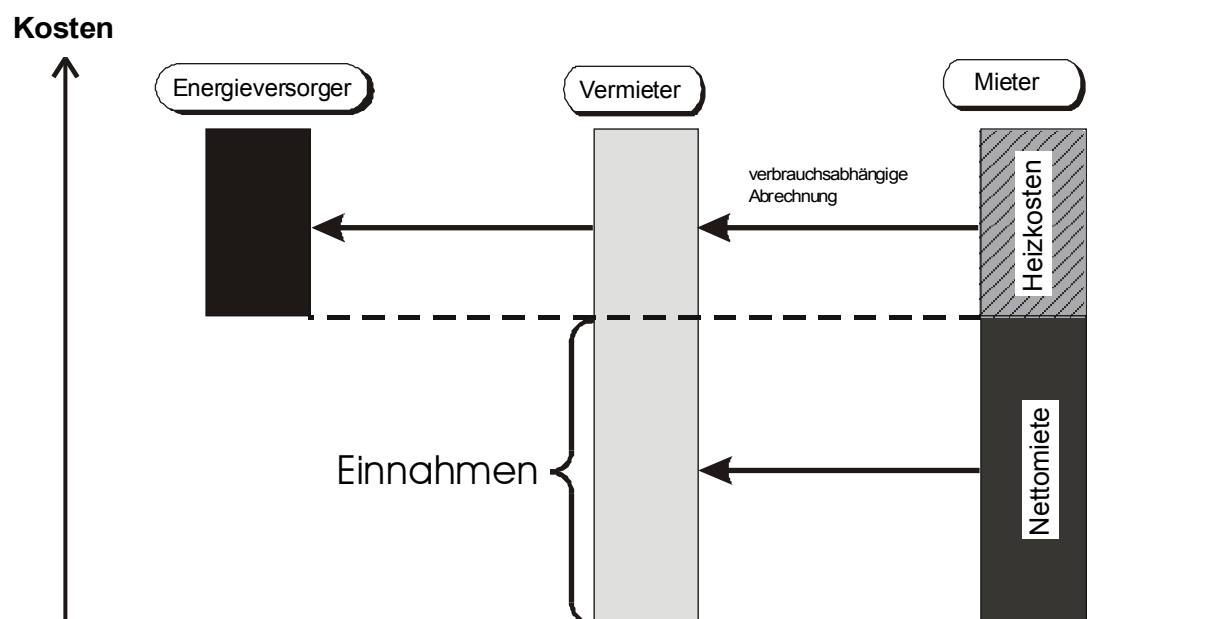 Kosten
Energieversorger
Vermieter
Mieter
verbrauchsabhängige
Abrechnung
Heizkosten
Einnahmen
Nettomiete